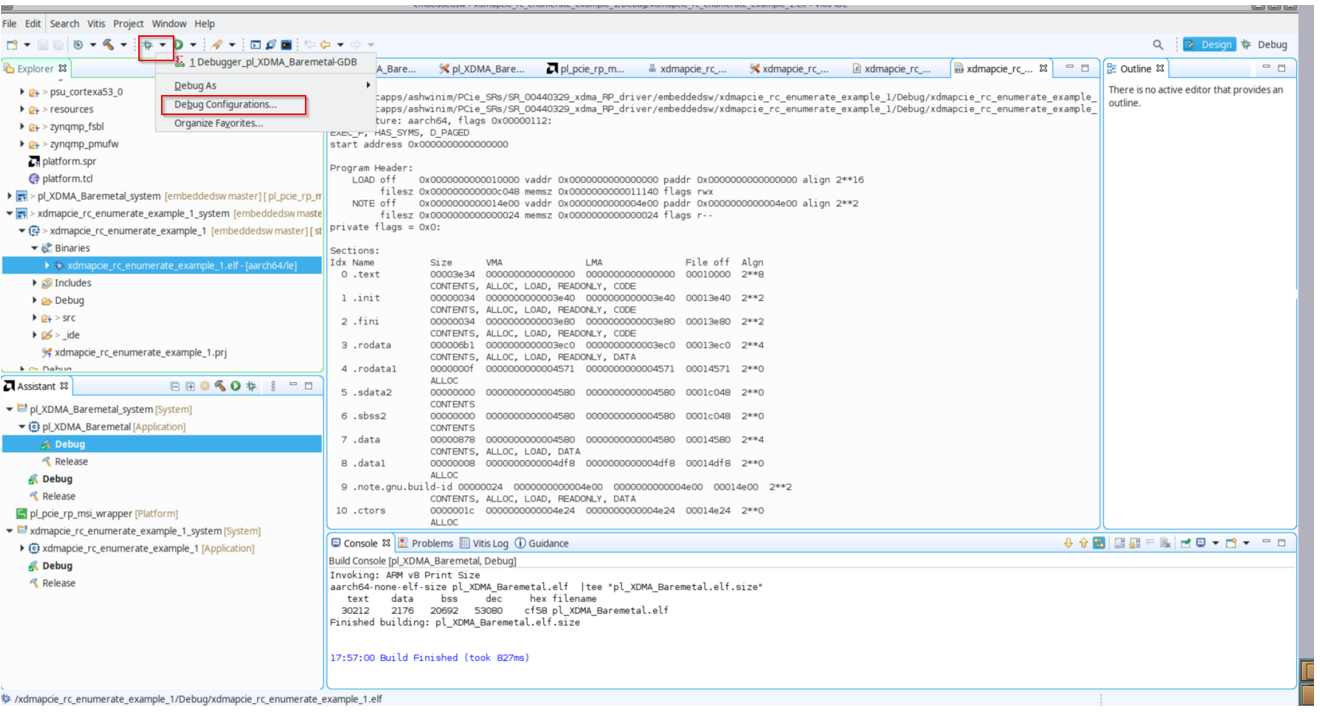 File Edit Search Vitis Project Window Help
Design
Debug
Explorer
> psu_cortexa53_0
> resources
> zynqmp_fsbl
> zynqmp_pmufw
platform.spr
platform.tcl
> pl_XDMA_Baremetal_system [embeddedsw master] [ pl_pcie_rp_m
> xdmapcie_rc_enumerate_example_1_system [embeddedsw maste
> xdmapcie_rc_enumerate_example_1 [embeddedsw master] [ st
Binaries
xdmapcie_rc_enumerate_example_1.elf - [aarch64/le]
Includes
Debug
> src
> _ide
xdmapcie_rc_enumerate_example_1.prj
1 Debugger_pl_XDMA_Baremetal-GDB
Debug As
Debug Configurations...
Organize Favorites...
A_Bare...
pl_XDMA_Bare...
pl_pcie_rp_m...
xdmapcie_rc_...
xdmapcie_rc_...
xdmapcie_rc_...
xdmapcie_rc_...
capps/ashwinim/PCie_SRs/SR_00440329_xdma_RP_driver/embeddedsw/xdmapcie_rc_enumerate_example_1/Debug/xdmapcie_rc_enumerate_example_
capps/ashwinim/PCie_SRs/SR_00440329_xdma_RP_driver/embeddedsw/xdmapcie_rc_enumerate_example_1/Debug/xdmapcie_rc_enumerate_example_
ture: aarch64, flags 0x00000112:
EXEC_P, HAS_SYMS, D_PAGED
start address 0x0000000000000000
Program Header:
LOAD off 0x0000000000010000 vaddr 0x0000000000000000 paddr 0x0000000000000000 align 2**16
filesz 0x000000000000c048 memsz 0x0000000000011140 flags rwx
NOTE off 0x0000000000014e00 vaddr 0x0000000000004e00 paddr 0x0000000000004e00 align 2**2
filesz 0x0000000000000024 memsz 0x0000000000000024 flags r--
private flags = 0x0:
Sections:
Idx Name Size VMA LMA File off Algn
0 .text 00003e34 0000000000000000 0000000000000000 00010000 2**8
CONTENTS, ALLOC, LOAD, READONLY, CODE
1 .init 00000034 0000000000003e40 0000000000003e40 00013e40 2**2
CONTENTS, ALLOC, LOAD, READONLY, CODE
2 .fini 00000034 0000000000003e80 0000000000003e80 00013e80 2**2
CONTENTS, ALLOC, LOAD, READONLY, CODE
3 .rodata 000006b1 0000000000003ec0 0000000000003ec0 00013ec0 2**4
CONTENTS, ALLOC, LOAD, READONLY, DATA
4 .rodata1 0000000f 0000000000004571 0000000000004571 00014571 2**0
ALLOC
5 .sdata2 00000000 0000000000004580 0000000000004580 0001c048 2**0
CONTENTS
6 .sbss2 00000000 0000000000004580 0000000000004580 0001c048 2**0
CONTENTS
7 .data 00000878 0000000000004580 0000000000004580 00014580 2**4
CONTENTS, ALLOC, LOAD, DATA
8 .data1 00000008 0000000000004df8 0000000000004df8 00014df8 2**0
ALLOC
9 .note.gnu.build-id 00000024 0000000000004e00 0000000000004e00 00014e00 2**2
CONTENTS, ALLOC, LOAD, READONLY, DATA
10 .ctors 0000001c 0000000000004e24 0000000000004e24 00014e24 2**0
ALLOC
Outline
There is no active editor that provides an
outline.
Assistant
pl_XDMA_Baremetal_system [System]
pl_XDMA_Baremetal [Application]
Debug
Release
Debug
Release
pl_pcie_rp_msi_wrapper [Platform]
xdmapcie_rc_enumerate_example_1_system [System]
xdmapcie_rc_enumerate_example_1 [Application]
Debug
Release
Console
Problems
Vitis Log
Guidance
Build Console [pl_XDMA_Baremetal, Debug]
Invoking: ARM v8 Print Size
aarch64-none-elf-size pl_XDMA_Baremetal.elf |tee "pl_XDMA_Baremetal.elf.size"
text data bss dec hex filename
30212 2176 20692 53080 cf58 pl_XDMA_Baremetal.elf
Finished building: pl_XDMA_Baremetal.elf.size
17:57:00 Build Finished (took 827ms)
/xdmapcie_rc_enumerate_example_1/Debug/xdmapcie_rc_enumerate_example_1.elf